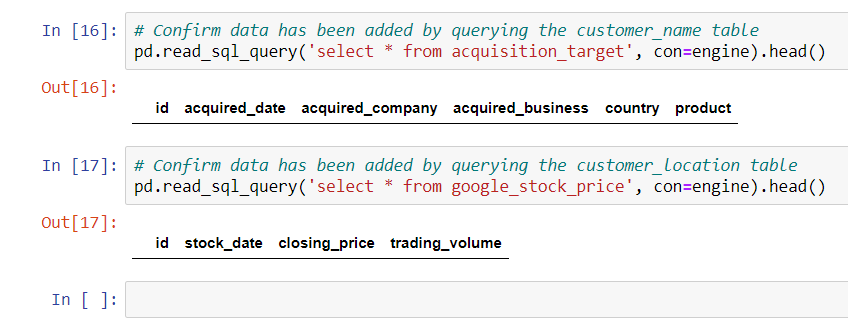 In [16]: # Confirm data has been added by querying the customer_name table
pd.read_sql_query('select * from acquisition_target', con=engine).head()
Out[16]:
id acquired_date acquired_company acquired_business country product
In [17]: # Confirm data has been added by querying the customer_location table
pd.read_sql_query('select * from google_stock_price', con=engine).head()
Out[17]:
id stock_date closing_price trading_volume
In [ ]: